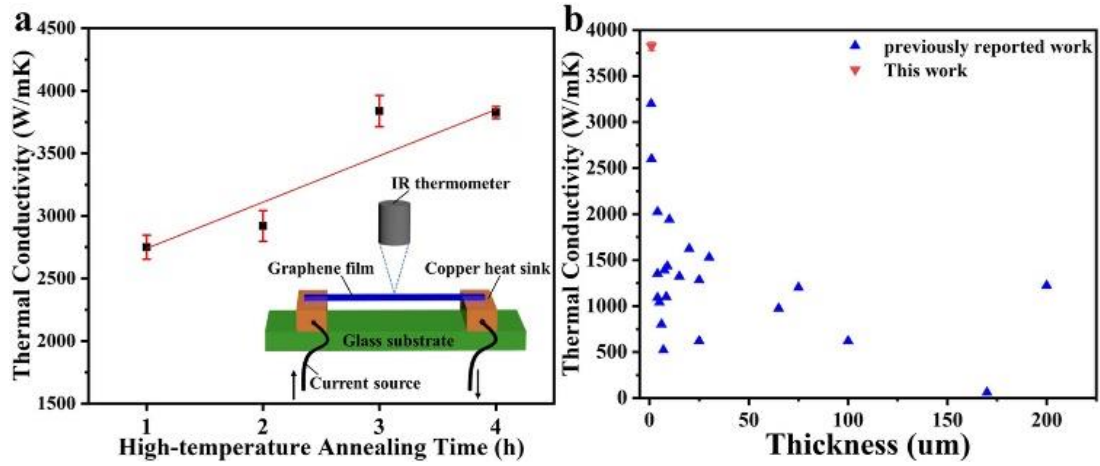 a
4500
4000
3500
3000
2500
2000
1500
Thermal Conductivity (W/mK)
1 2 3 4
High-temperature Annealing Time (h)
IR thermometer
Graphene film
Copper heat sink
Glass substrate
Current source
b
4000
3500
3000
2500
2000
1500
1000
500
0
Thermal Conductivity (W/mK)
0 50 100 150 200
Thickness (um)
previously reported work
This work